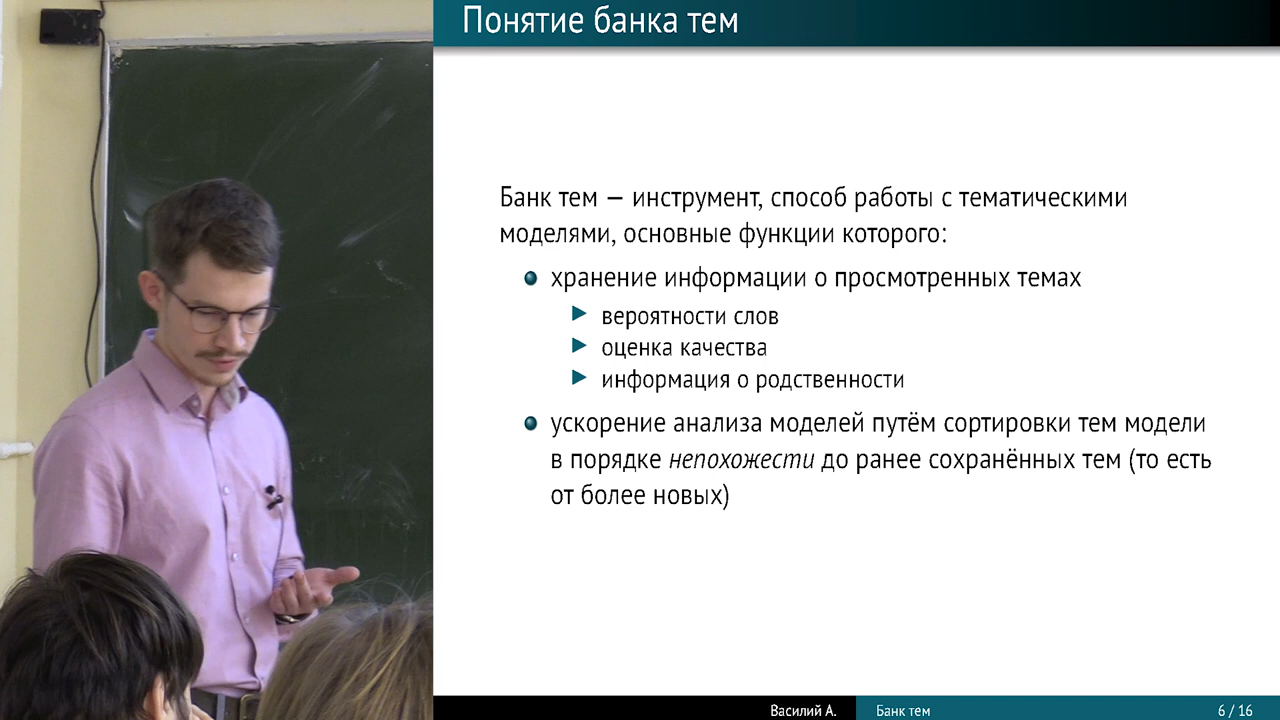 Понятие банка тем
Банк тем — инструмент, способ работы с тематическими
моделями, основные функции которого:
хранение информации о просмотренных темах
вероятности слов
оценка качества
информация о родственности
ускорение анализа моделей путём сортировки тем модели
в порядке непохожести до ранее сохранённых тем (то есть
от более новых)
Василий А.
Банк тем
6 / 16